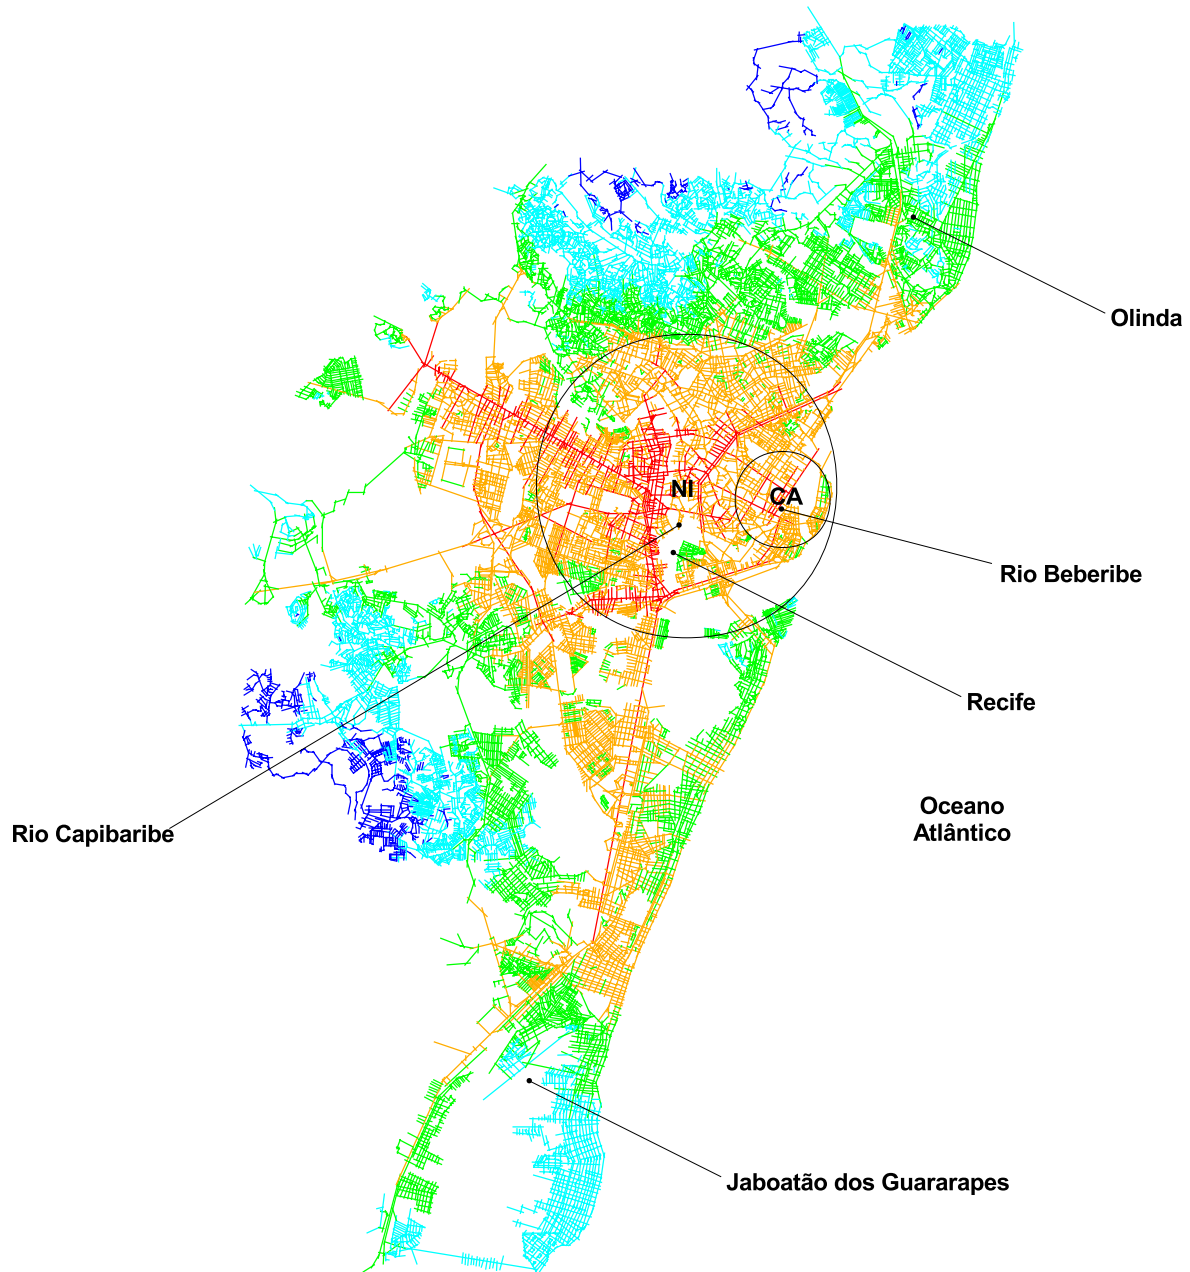 Olinda
NI
CA
Rio Beberibe
Recife
Oceano
Atlântico
Rio Capibaribe
Jaboatão dos Guararapes